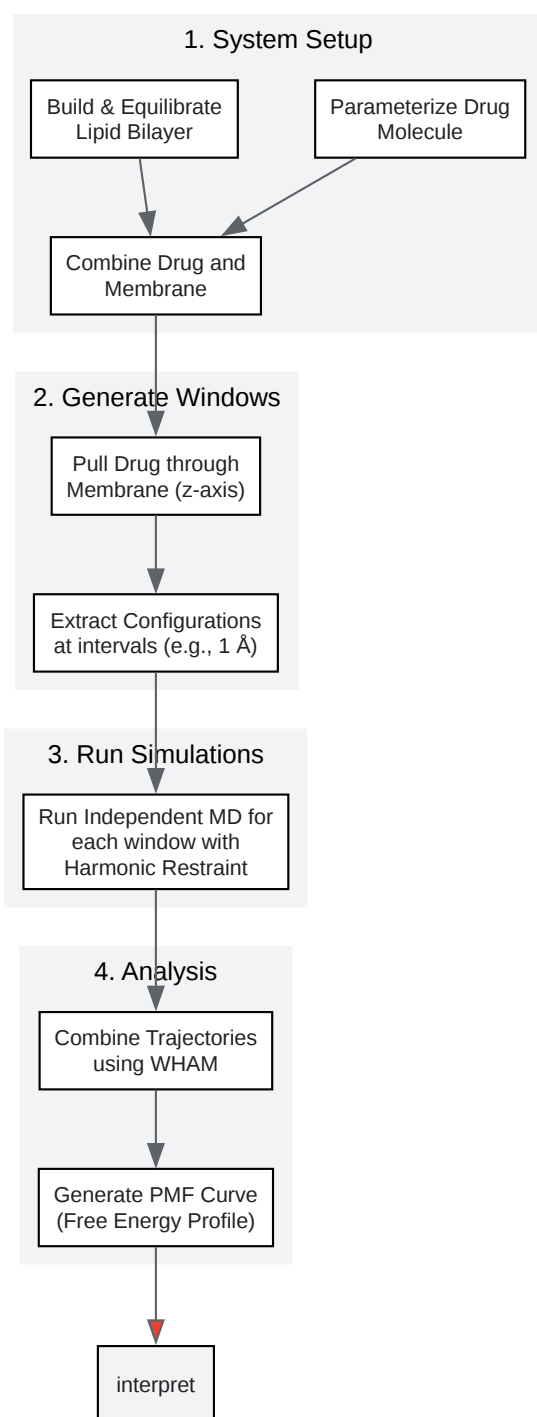 1. System Setup
Build & Equilibrate
Lipid Bilayer
Parameterize Drug
Molecule
Combine Drug and
Membrane
2. Generate Windows
Pull Drug through
Membrane (z-axis)
Extract Configurations
at intervals (e.g., 1 Å)
3. Run Simulations
Run Independent MD for
each window with
Harmonic Restraint
4. Analysis
Combine Trajectories
using WHAM
Generate PMF Curve
(Free Energy Profile)
interpret